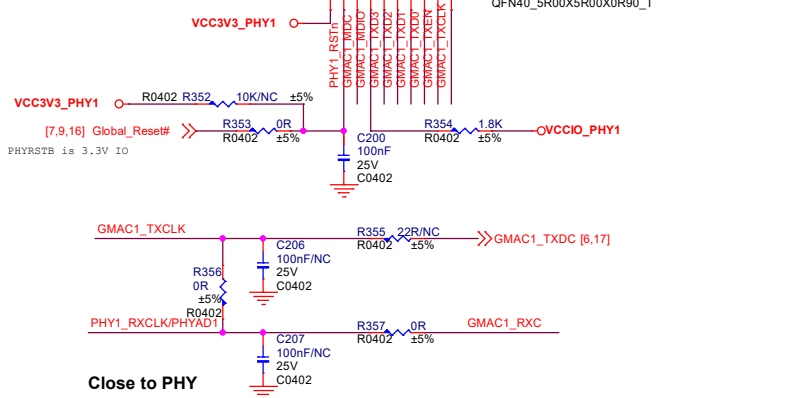 QFN40_5R00X5R00X0R90_T
VCC3V3_PHY1
PHY1_RSTn
GMAC1_MDC
GMAC1_MDIO
GMAC1_TXD3
GMAC1_TXD2
GMAC1_TXD1
GMAC1_TXD0
GMAC1_TXEN
GMAC1_TXCLK
VCC3V3_PHY1
R0402 R352 10K/NC ±5%
[7,9,16] Global_Reset#
R353 0R
R0402 ±5%
PHYRSTB is 3.3V IO
C200
100nF
25V
C0402
R354 1.8K
R0402 ±5%
VCCIO_PHY1
GMAC1_TXCLK
R355 22R/NC
R0402 ±5%
GMAC1_TXDC [6,17]
C206
100nF/NC
25V
C0402
R356
0R
±5%
R0402
PHY1_RXCLK/PHYAD1
R357 0R
R0402 ±5%
GMAC1_RXC
C207
100nF/NC
25V
C0402
Close to PHY